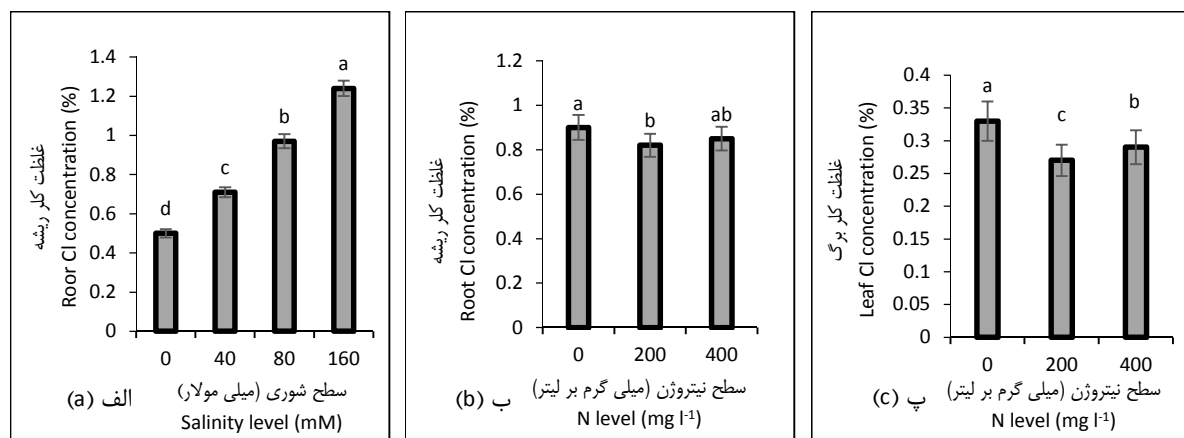 غلظت کلر ریشه
Roor Cl concentration (%)
1.4
1.2
1
0.8
0.6
0.4
0.2
0
d
c
b
a
0 40 80 160
سطح شوری (میلی مولار)
Salinity level (mM)
الف (a)
غلظت کلر ریشه
Root Cl concentration (%)
1.2
1
0.8
0.6
0.4
0.2
0
a
b
ab
0 200 400
سطح نیتروژن (میلی گرم بر لیتر)
N level (mg l-1)
ب (b)
غلظت کلر برگ
Leaf Cl concentration (%)
0.4
0.35
0.3
0.25
0.2
0.15
0.1
0.05
0
a
c
b
0 200 400
سطح نیتروژن (میلی گرم بر لیتر)
N level (mg l-1)
پ (c)